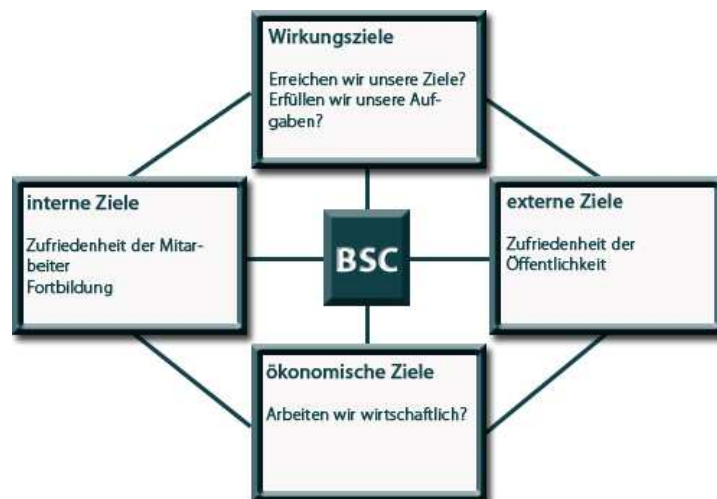 Wirkungsziele
Erreichen wir unsere Ziele?
Erfüllen wir unsere Auf-
gaben?
interne Ziele
Zufriedenheit der Mitar-
beiter
Fortbildung
BSC
externe Ziele
Zufriedenheit der
Öffentlichkeit
ökonomische Ziele
Arbeiten wir wirtschaftlich?